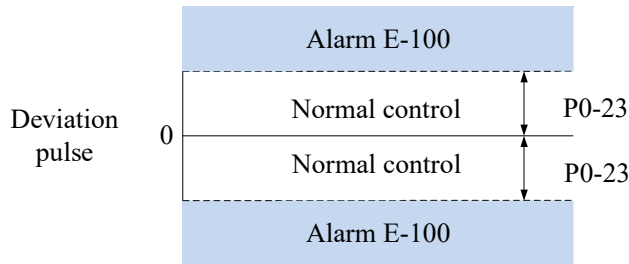 Alarm E-100
Normal control
P0-23
Deviation
pulse
0
Normal control
P0-23
Alarm E-100